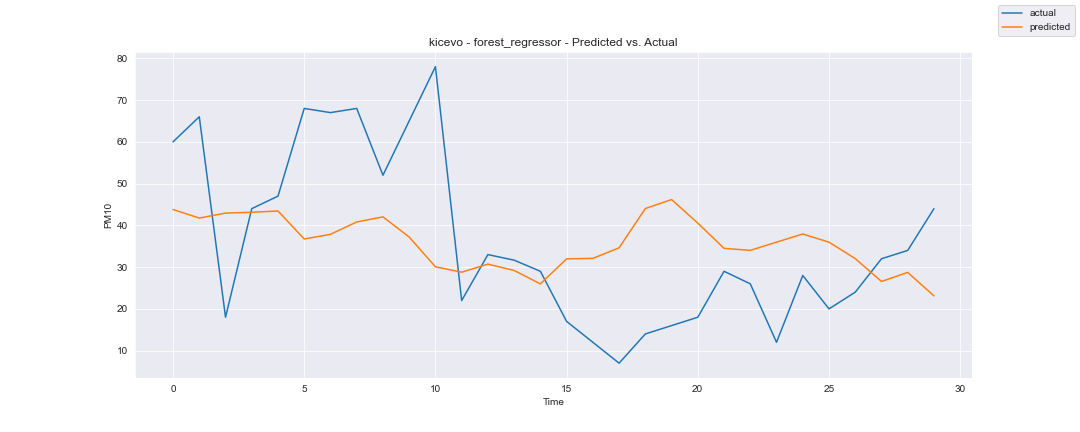 actual
predicted
kicevo - forest_regressor - Predicted vs. Actual
80
70
60
50
40
30
20
10
PM10
0 5 10 15 20 25 30
Time